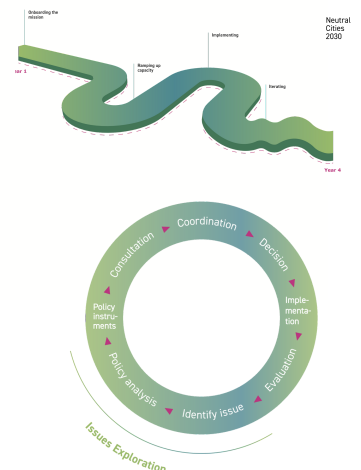 Onboarding the
mission
Neutral
Cities
2030
Implementing
Ramping up
capacity
ar 1
Iterating
Year 4
Coordination
Decision
Imple-
menta-
tion
Evaluation
Identify issue
Policy analysis
Policy
instru-
ments
Consultation
Issues Exploration